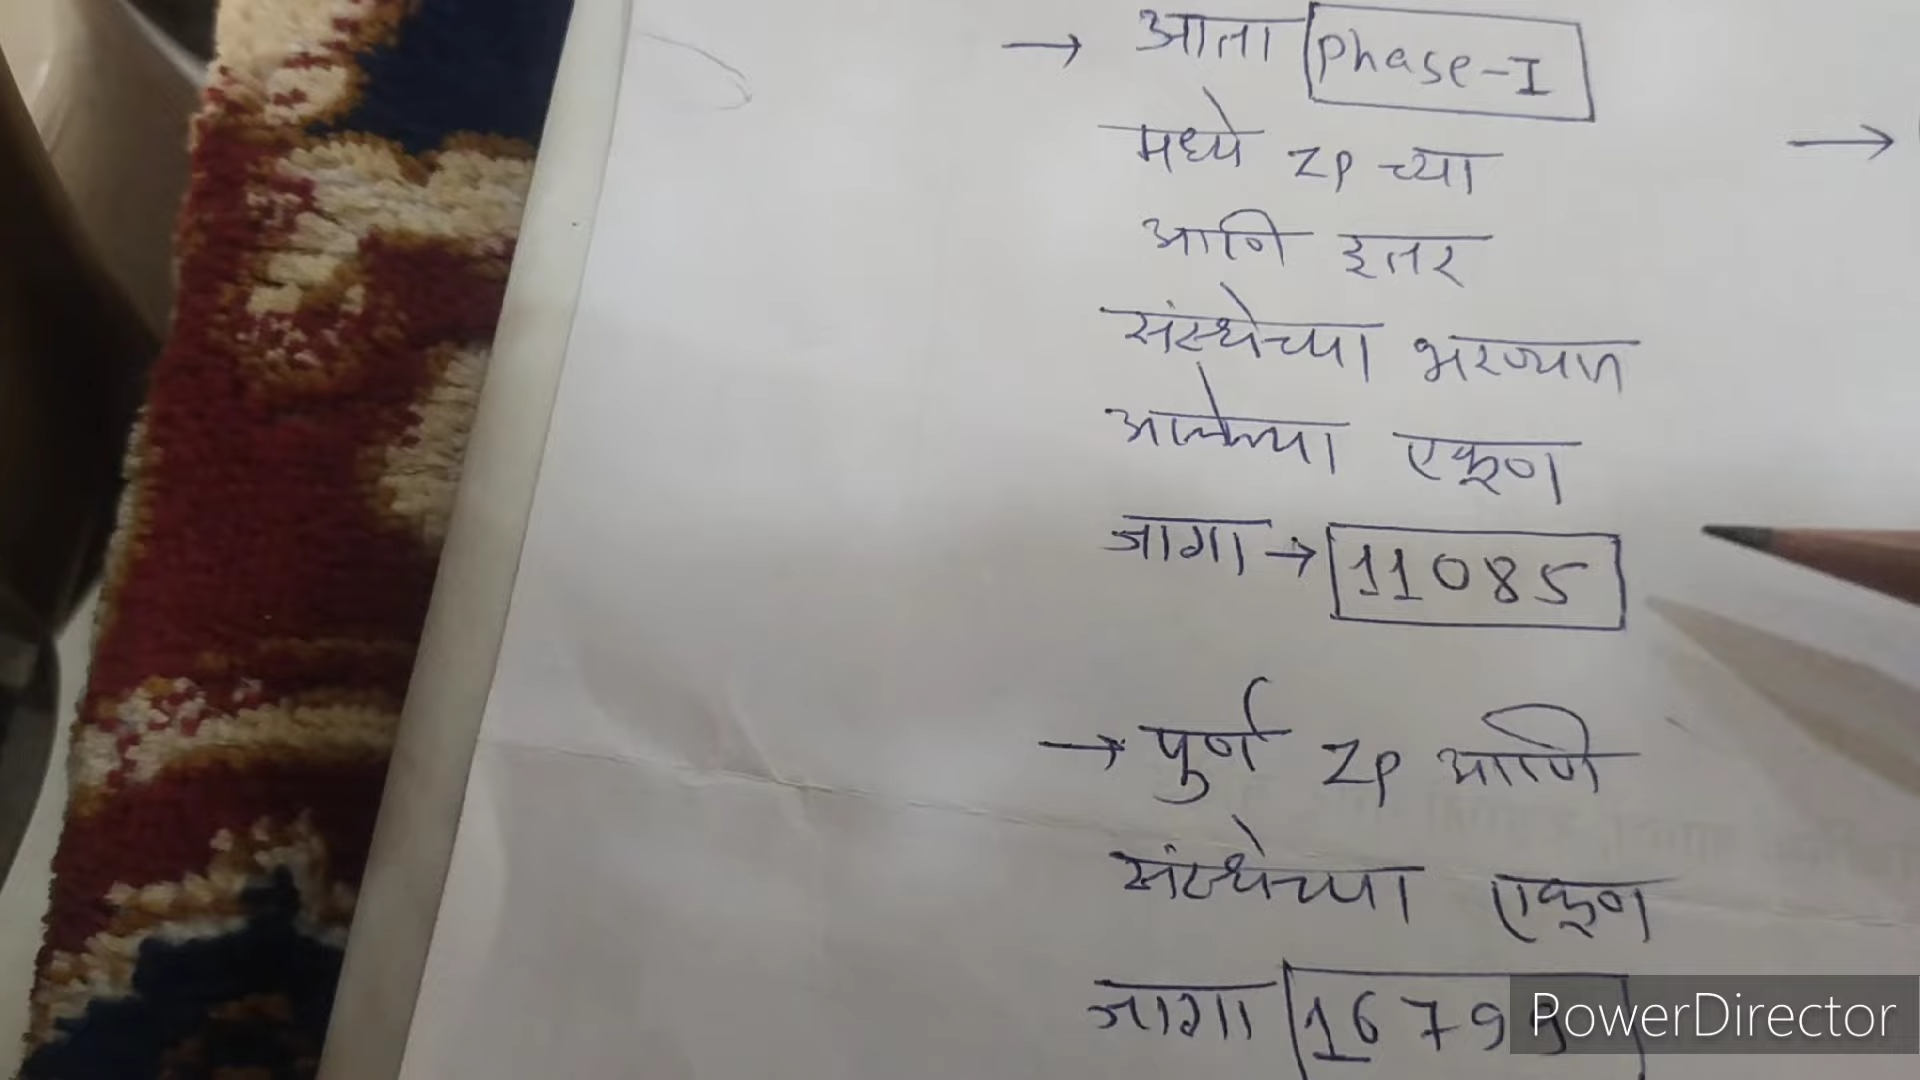 → आता Phase-I
मध्ये ZP च्या
आणि इतर
संस्थेच्या भरण्यात
आलेल्या एकूण
जागा → 11085
→ पुर्ण ZP आणि
संस्थेच्या एकूण
जागा 1679
→
PowerDirector